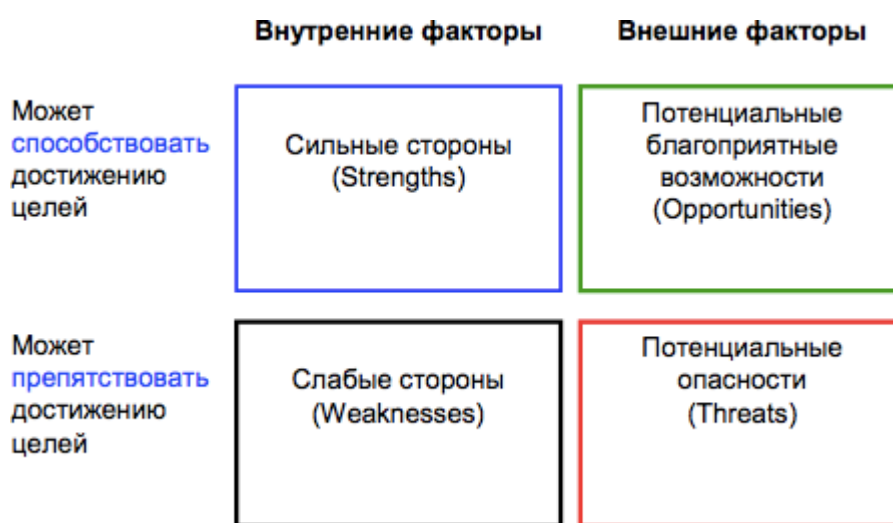 Внутренние факторы
Внешние факторы
Может
способствовать
достижению
целей
Сильные стороны
(Strengths)
Потенциальные
благоприятные
возможности
(Opportunities)
Может
препятствовать
достижению
целей
Слабые стороны
(Weaknesses)
Потенциальные
опасности
(Threats)